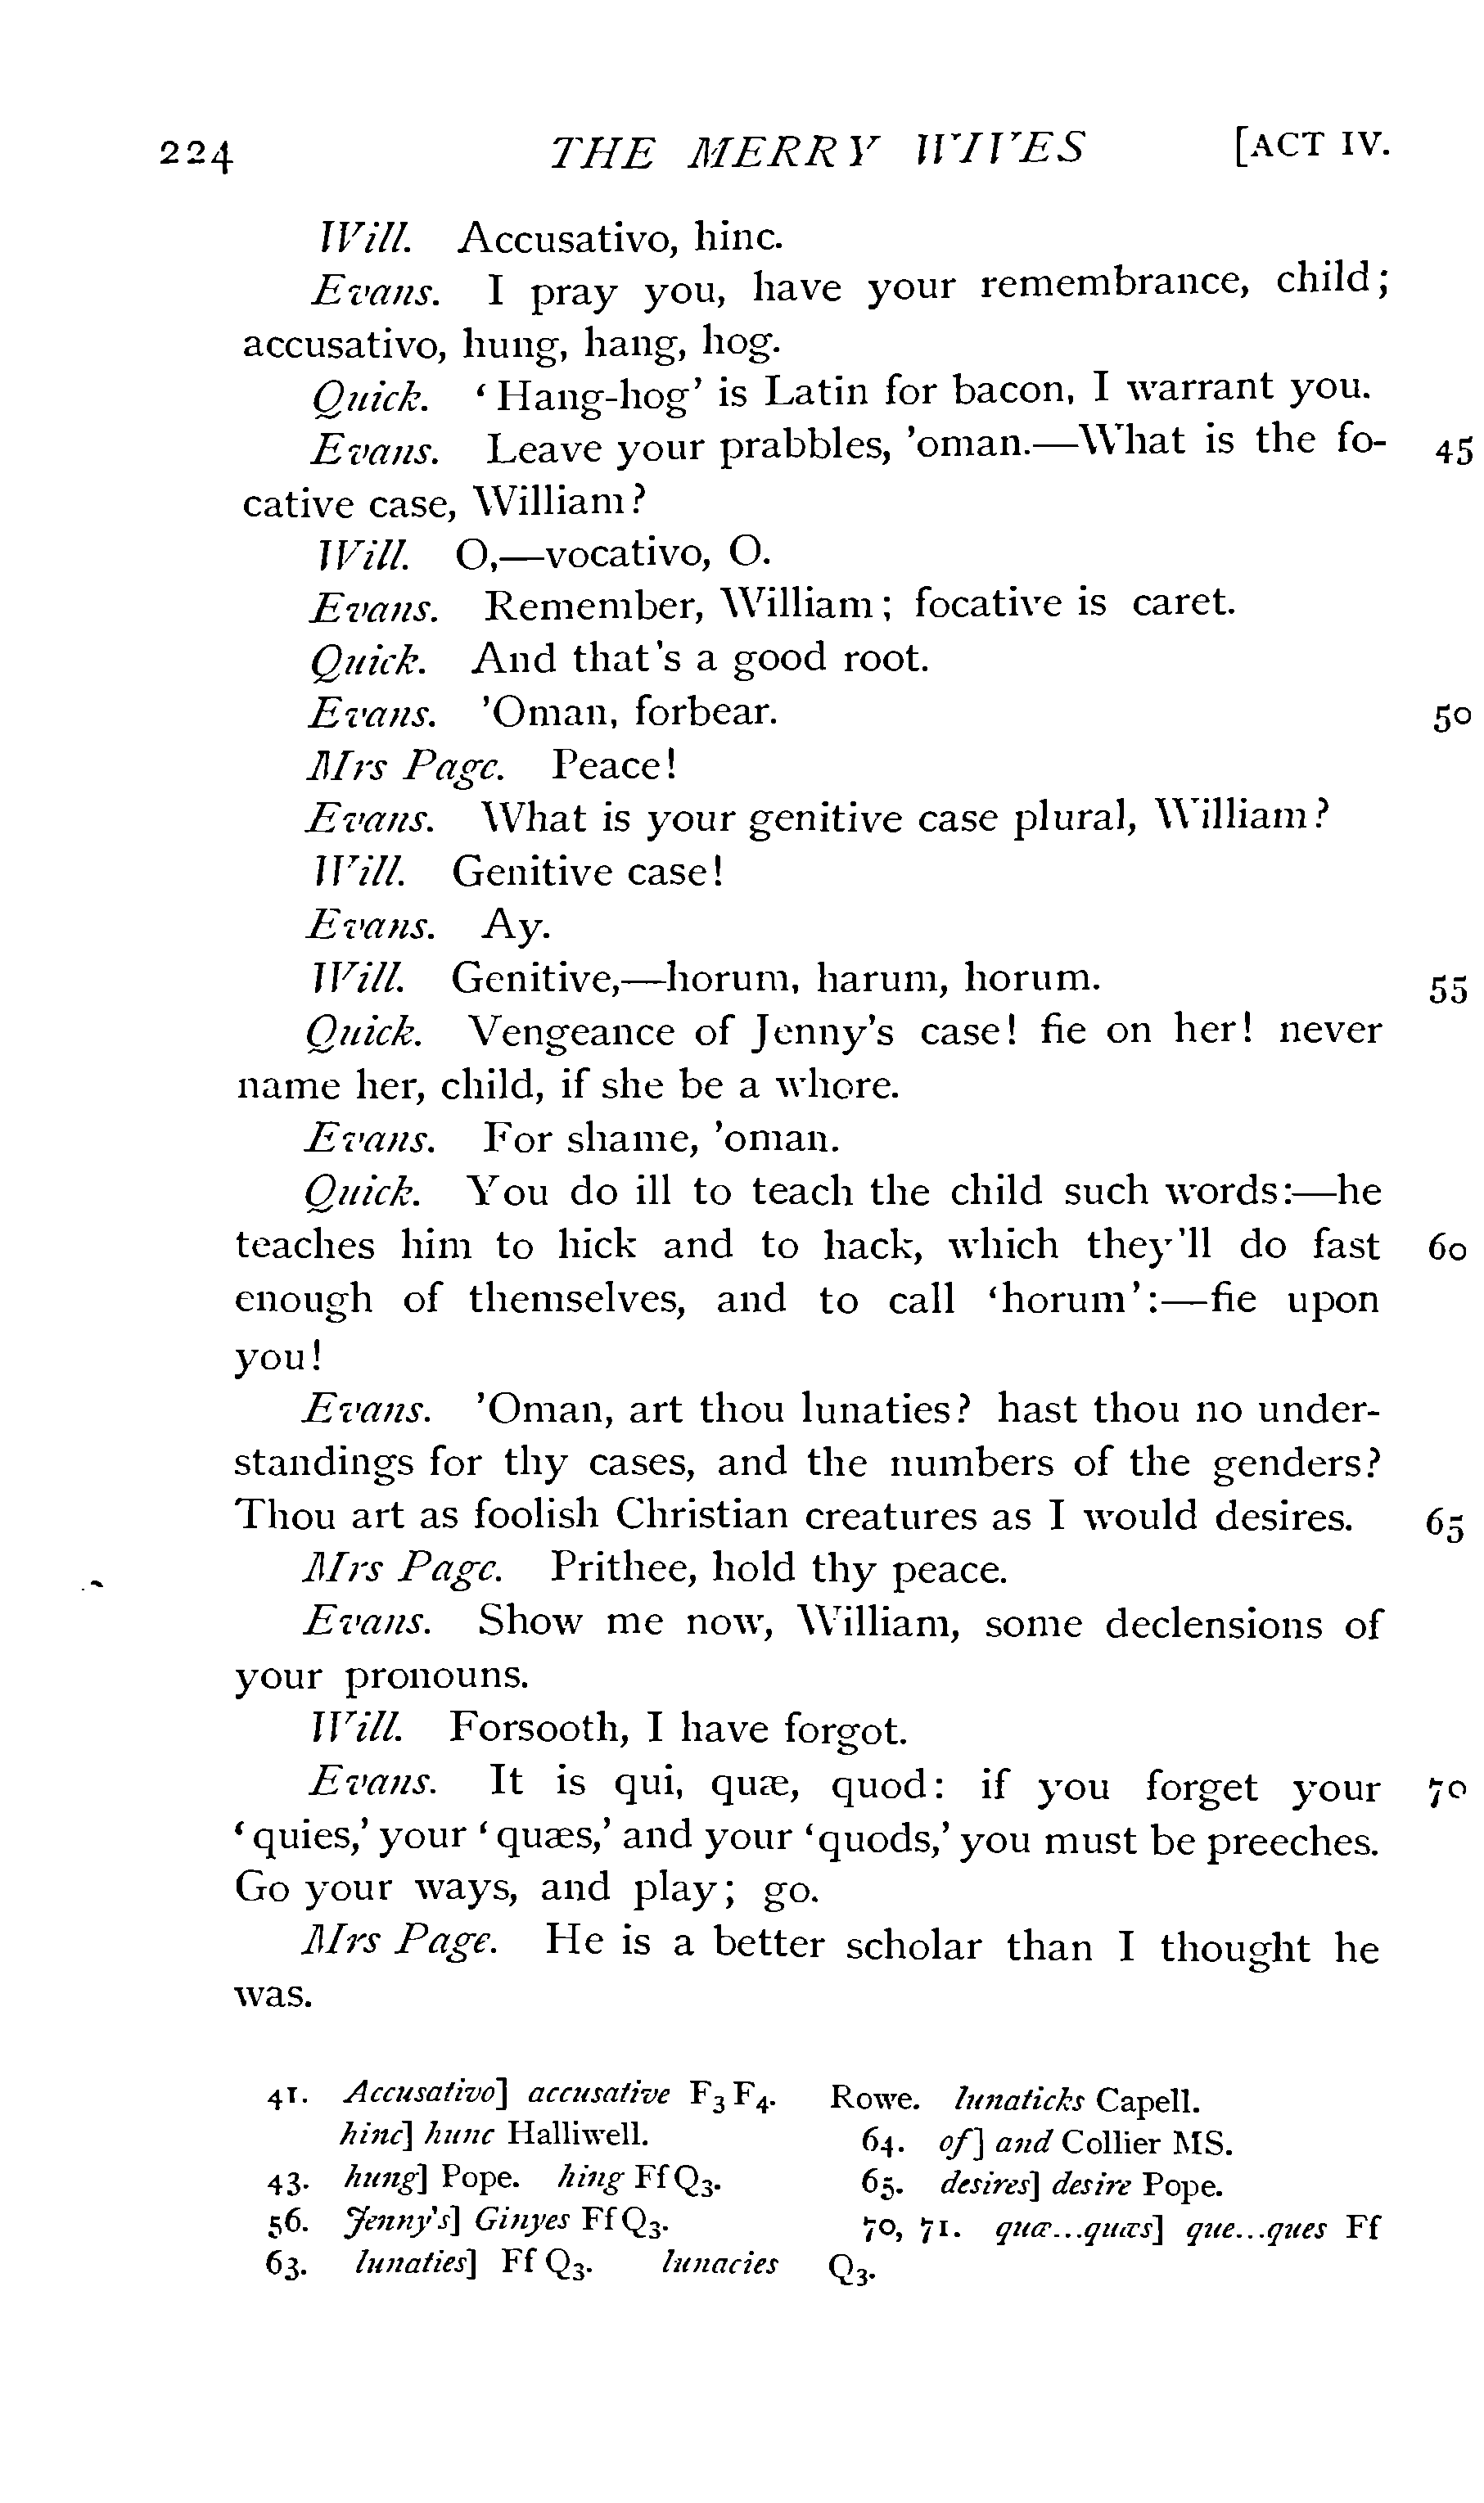 224 THE MERRY WIVES [ACT IV.
Will. Accusativo, hinc.
Evans. I pray you, have your remembrance, child;
accusativo, hung, hang, hog.
Quick. ‘Hang-hog’ is Latin for bacon, I warrant you.
Evans. Leave your prabbles, ’oman.—What is the fo- 45
cative case, William?
Will. O,—vocativo, O.
Evans. Remember, William; focative is caret.
Quick. And that’s a good root.
Evans. ’Oman, forbear. 50
Mrs Page. Peace!
Evans. What is your genitive case plural, William?
Will. Genitive case!
Evans. Ay.
Will. Genitive,—horum, harum, horum. 55
Quick. Vengeance of Jenny’s case! fie on her! never
name her, child, if she be a whore.
Evans. For shame, ’oman.
Quick. You do ill to teach the child such words:—he
teaches him to hick and to hack, which they’ll do fast 60
enough of themselves, and to call ‘horum’:—fie upon
you!
Evans. ’Oman, art thou lunaties? hast thou no under-
standings for thy cases, and the numbers of the genders?
Thou art as foolish Christian creatures as I would desires. 65
Mrs Page. Prithee, hold thy peace.
Evans. Show me now, William, some declensions of
your pronouns.
Will. Forsooth, I have forgot.
Evans. It is qui, quæ, quod: if you forget your 70
‘quies,’ your ‘quæs,’ and your ‘quods,’ you must be preeches.
Go your ways, and play; go.
Mrs Page. He is a better scholar than I thought he
was.
41. Accusativo] accusative F3 F4.
hinc] hunc Halliwell.
43. hung] Pope. hing Ff Q3.
56. Jenny's] Ginyes Ff Q3.
63. lunaties] Ff Q3. lunacies
Rowe. lunaticks Capell.
64. of] and Collier MS.
65. desires] desire Pope.
70, 71. quæ...quæs] que...ques Ff
Q3.